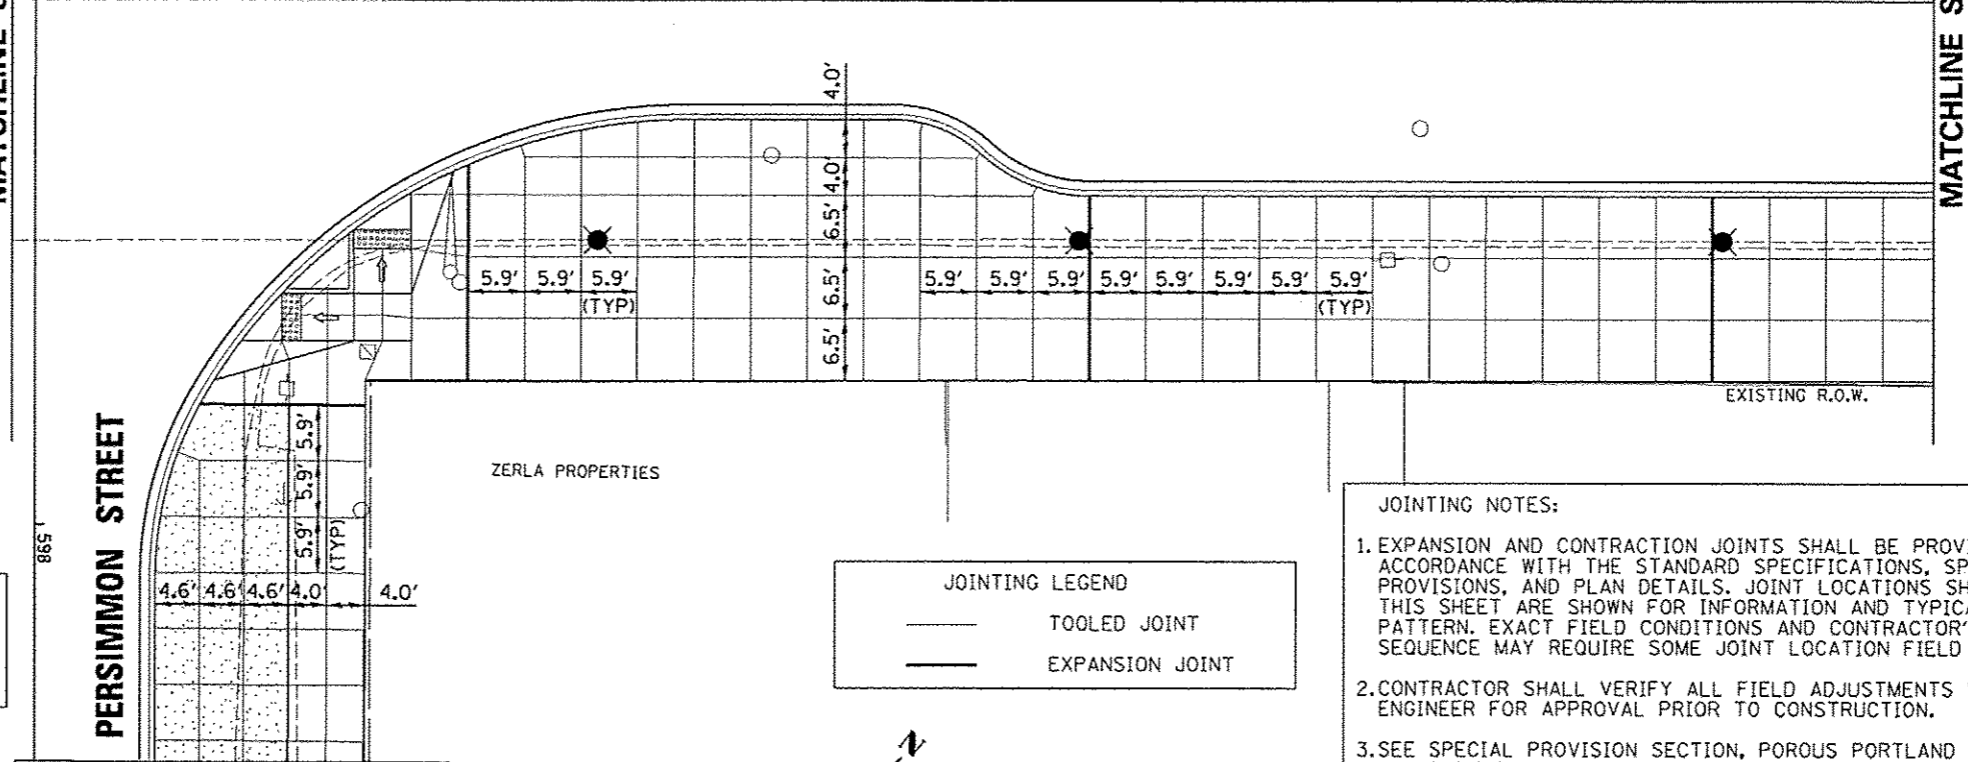 MATCHLINE S
4.0'
4.0'
6.5'
6.5'
6.5'
5.9' 5.9' 5.9'
(TYP)
5.9' 5.9' 5.9' 5.9' 5.9' 5.9' 5.9' 5.9'
(TYP)
EXISTING R.O.W.
PERSIMMON STREET
5.9'
5.9'
5.9'
(TYP)
4.6' 4.6' 4.6' 4.0' 4.0'
598
ZERLA PROPERTIES
JOINTING LEGEND
TOOLED JOINT
EXPANSION JOINT
N
JOINTING NOTES:
1. EXPANSION AND CONTRACTION JOINTS SHALL BE PROVI
ACCORDANCE WITH THE STANDARD SPECIFICATIONS, SP
PROVISIONS, AND PLAN DETAILS. JOINT LOCATIONS SH
THIS SHEET ARE SHOWN FOR INFORMATION AND TYPICA
PATTERN. EXACT FIELD CONDITIONS AND CONTRACTOR'
SEQUENCE MAY REQUIRE SOME JOINT LOCATION FIELD
2. CONTRACTOR SHALL VERIFY ALL FIELD ADJUSTMENTS
ENGINEER FOR APPROVAL PRIOR TO CONSTRUCTION.
3. SEE SPECIAL PROVISION SECTION, POROUS PORTLAND